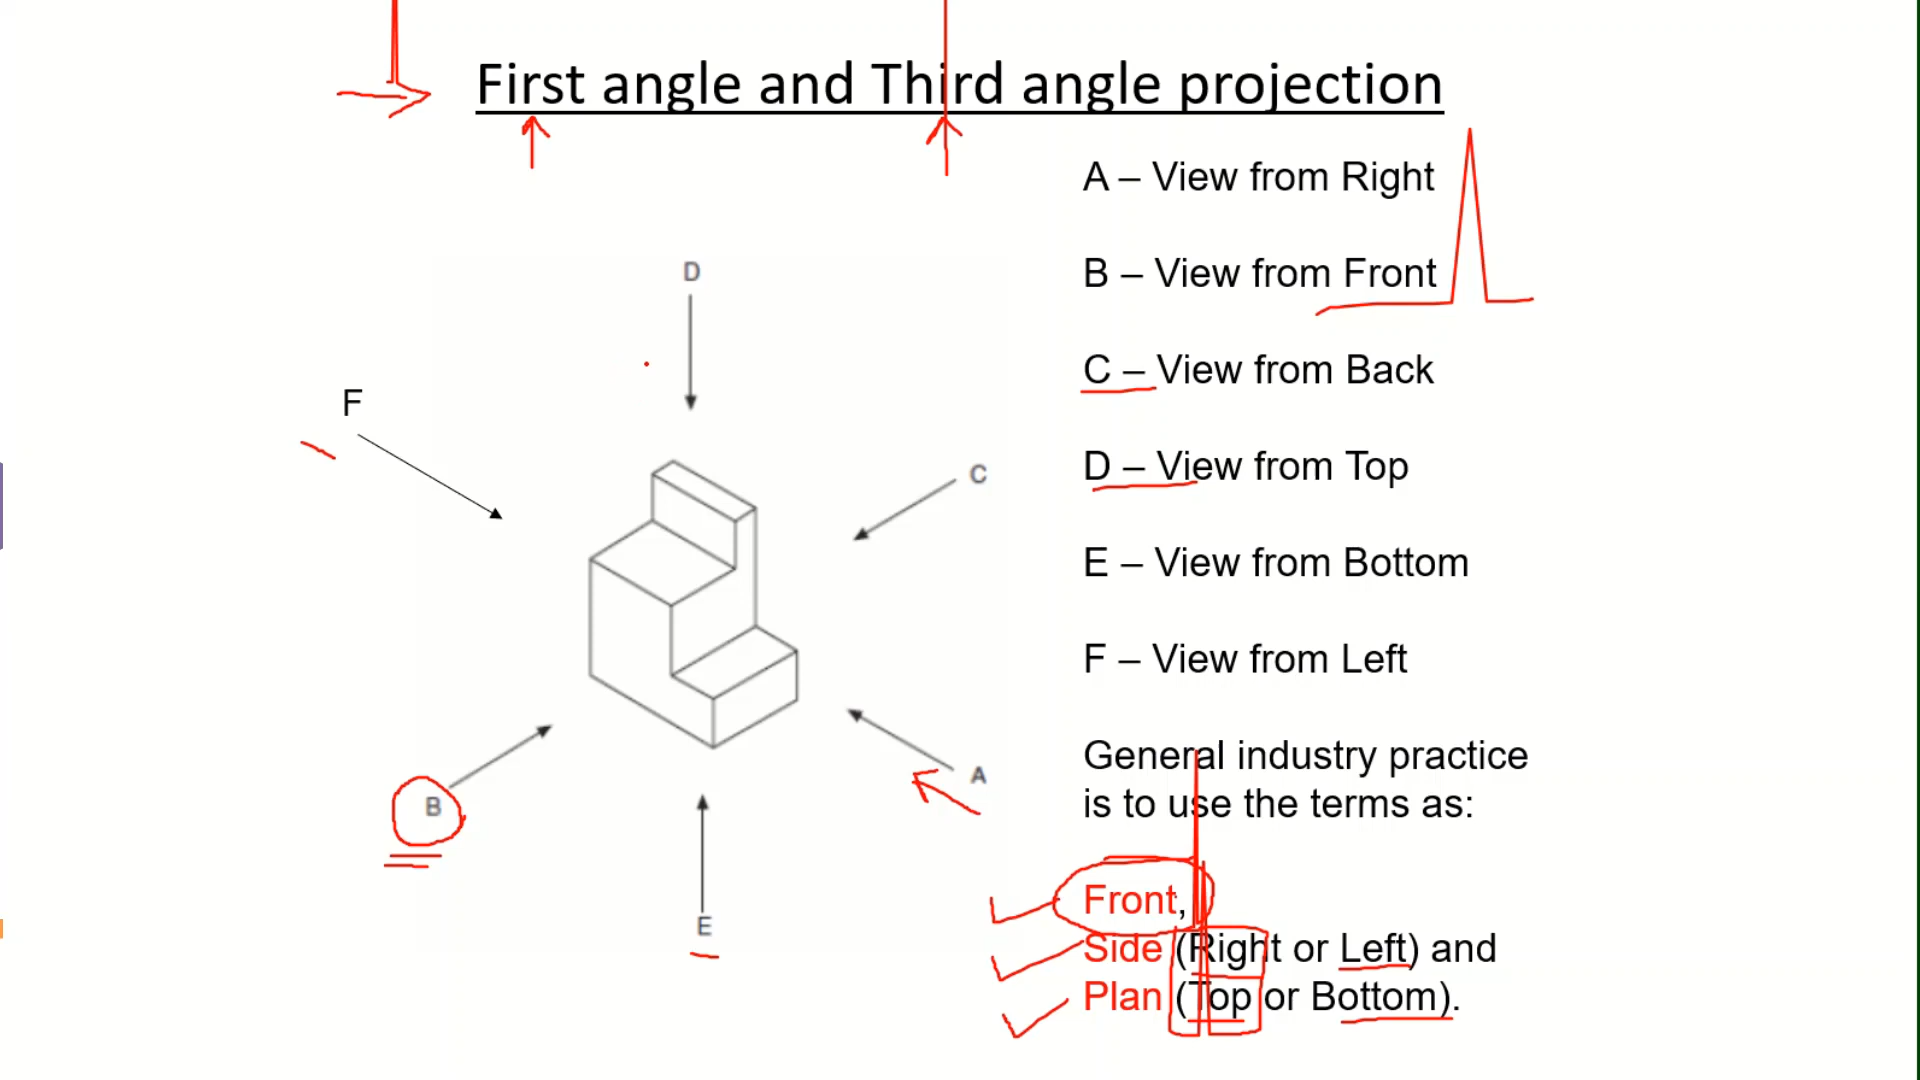 First angle and Third angle projection
A – View from Right
B – View from Front
C – View from Back
D – View from Top
E – View from Bottom
F – View from Left
General industry practice
is to use the terms as:
Front,
Side (Right or Left) and
Plan (Top or Bottom).
D
F
C
B
A
E